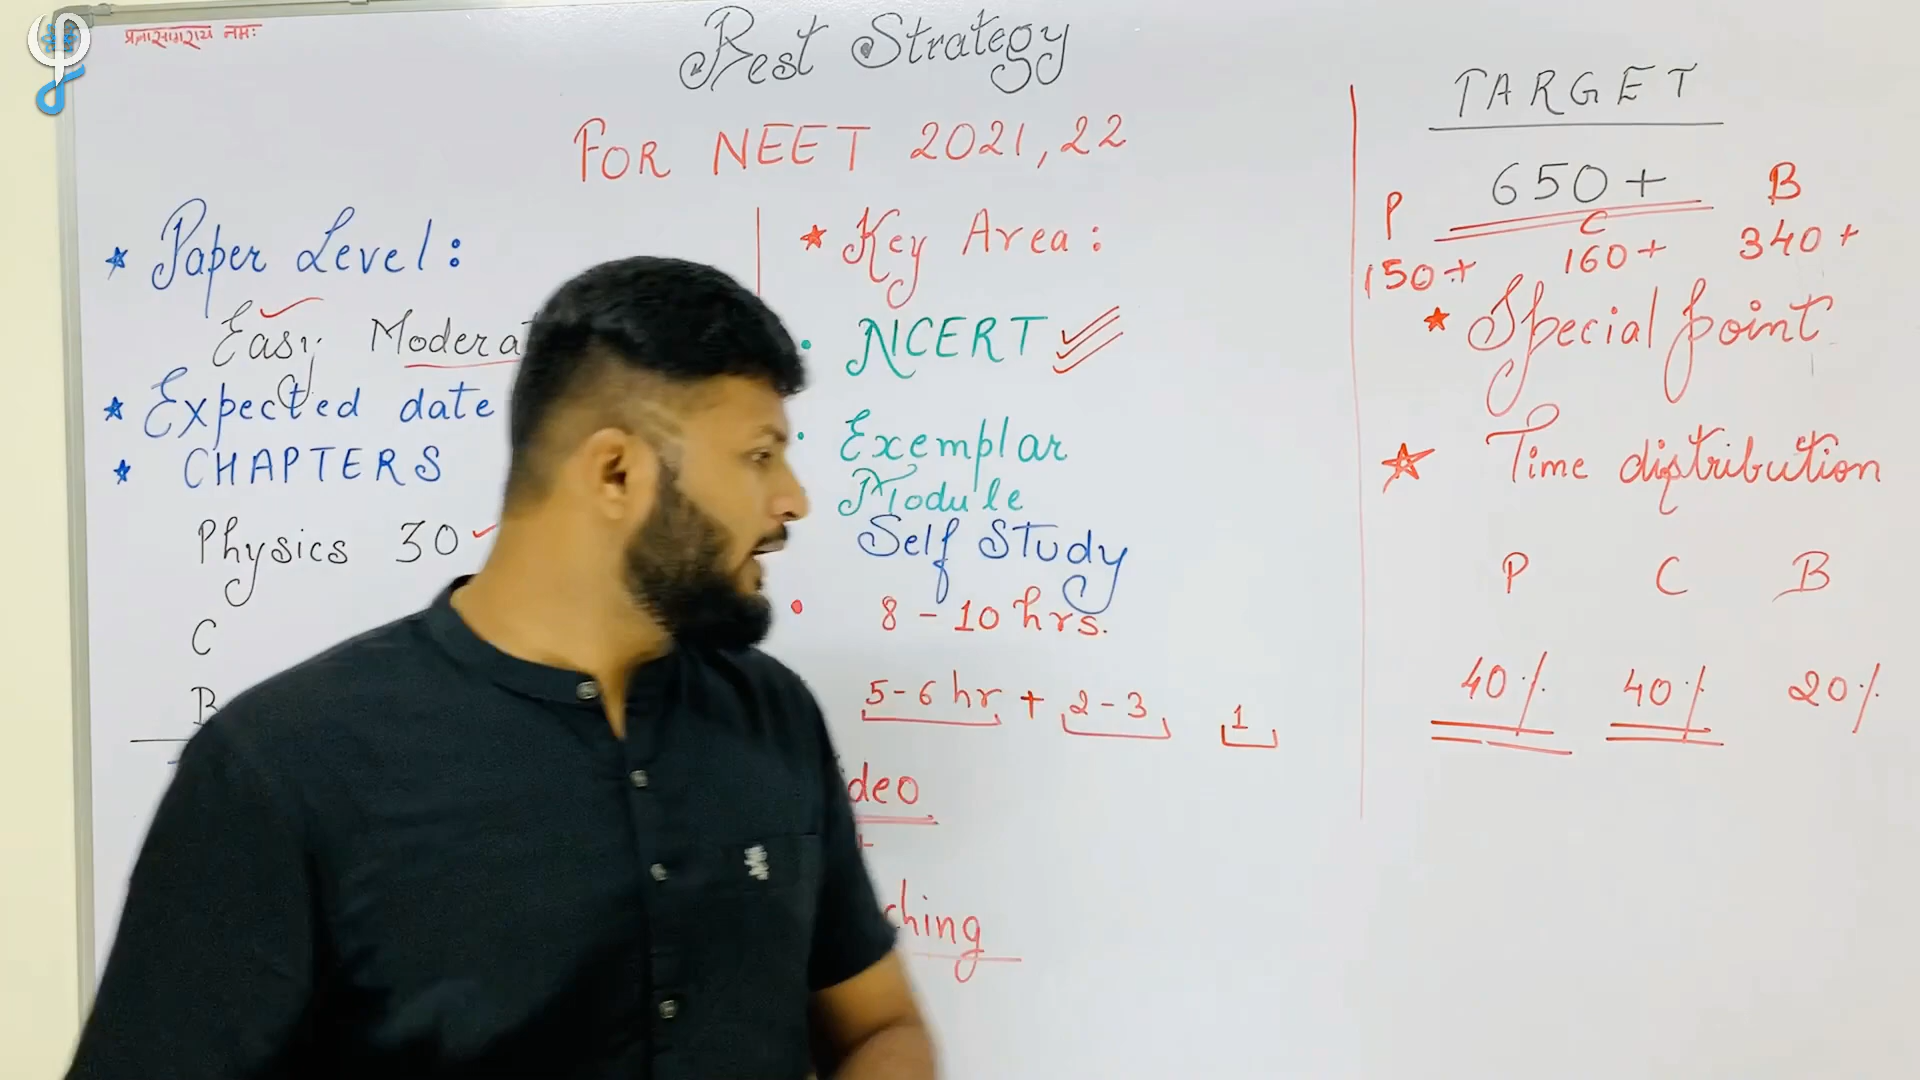 प्रज्ञासागराय नमः
Best Strategy
FOR NEET 2021, 22
★ Paper Level:
Easy Moderat
★ Expected date
★ CHAPTERS
Physics 30
C
B
★ Key Area:
• NCERT
• Exemplar
Module
Self Study
• 8 - 10 hrs.
5-6 hr + 2-3 1
deo
+
ching
TARGET
650+
P C B
150+ 160+ 340+
★ Special point
★ Time distribution
P C B
40% 40% 20%